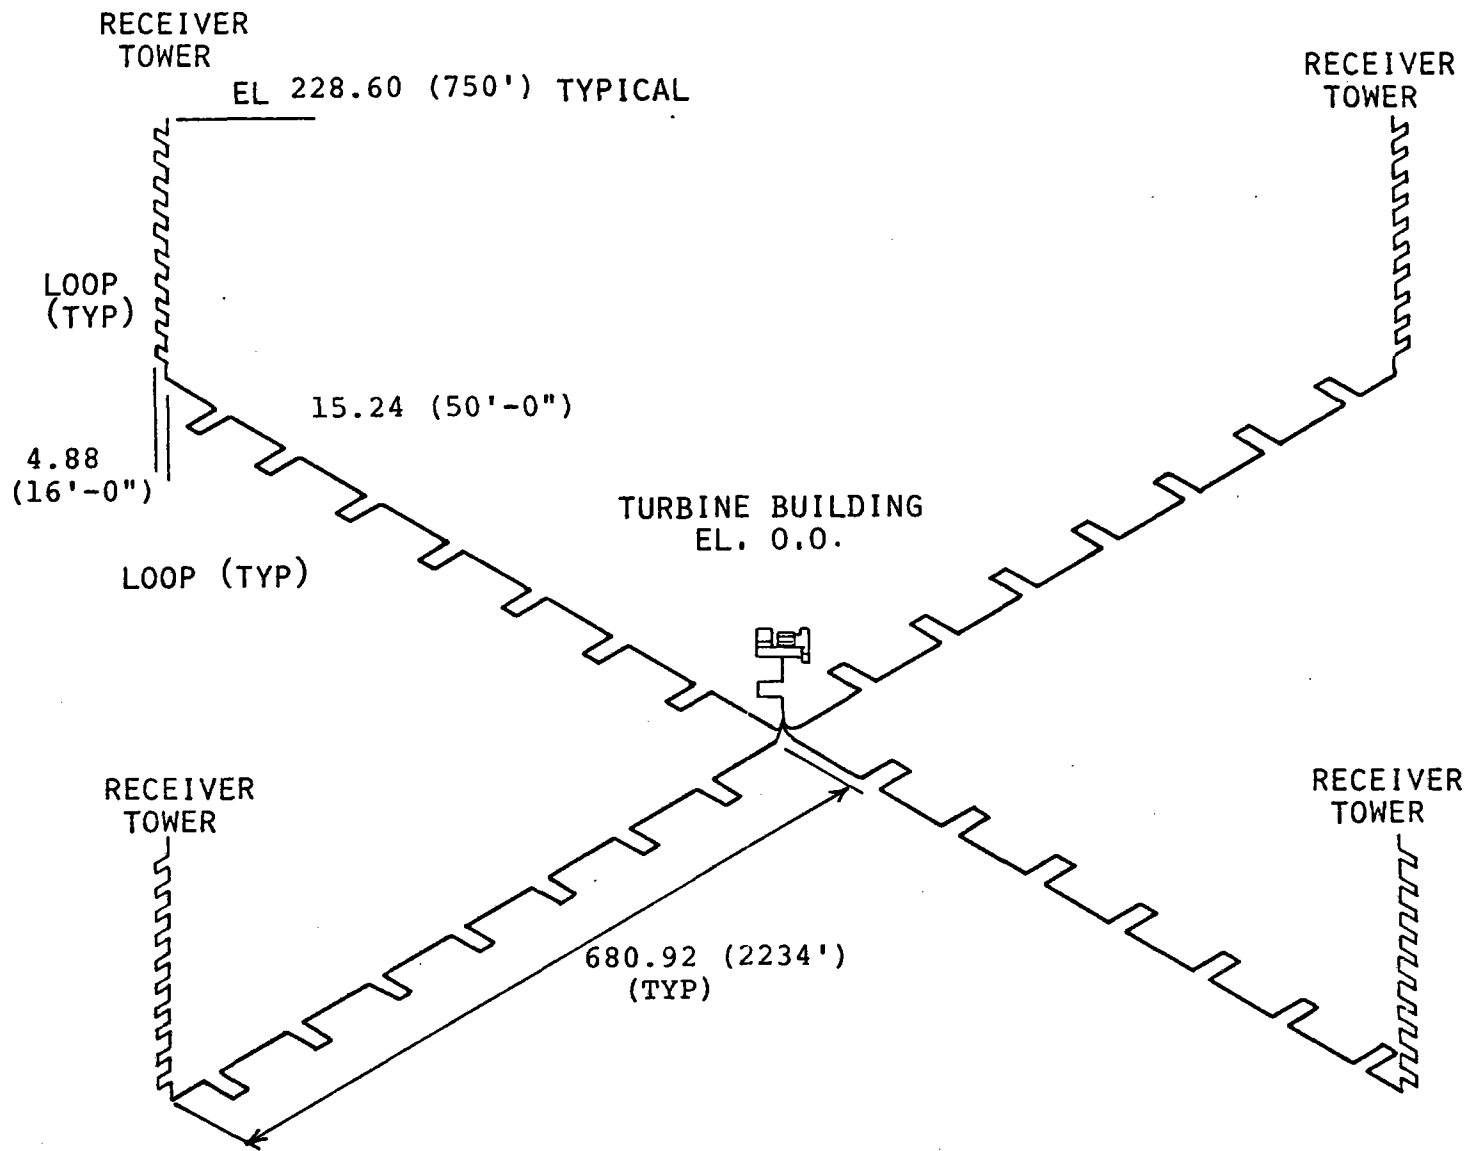 RECEIVER
TOWER
EL 228.60 (750') TYPICAL
RECEIVER
TOWER
LOOP
(TYP)
15.24 (50'-0")
4.88
(16'-0")
LOOP (TYP)
TURBINE BUILDING
EL. 0.0.
RECEIVER
TOWER
RECEIVER
TOWER
680.92 (2234')
(TYP)